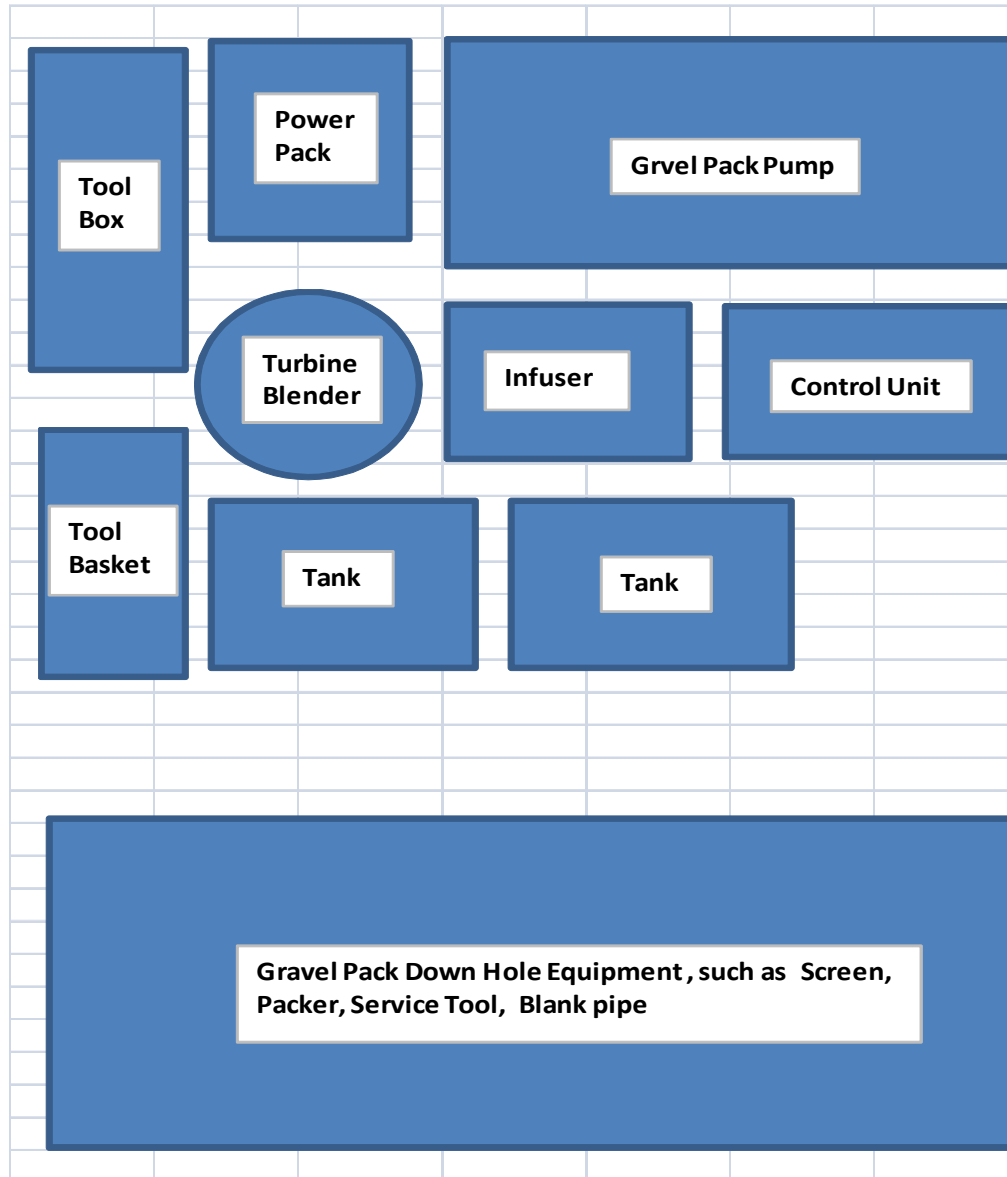 Power
Pack
Grvel Pack Pump
Tool
Box
Turbine
Blender
Infuser
Control Unit
Tool
Basket
Tank
Tank
Gravel Pack Down Hole Equipment , such as Screen,
Packer, Service Tool, Blank pipe